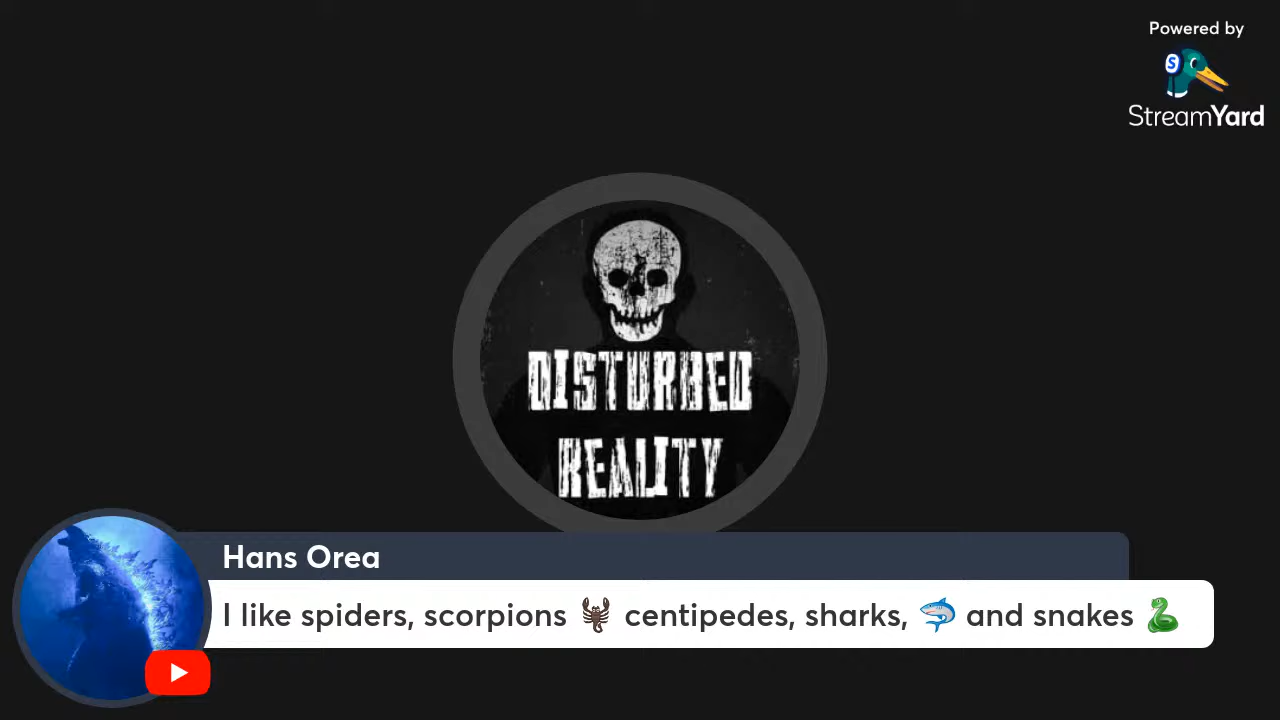 Powered by
S
StreamYard
DISTURBED
REALITY
Hans Orea
I like spiders, scorpions 🦂 centipedes, sharks, 🦈 and snakes 🐍